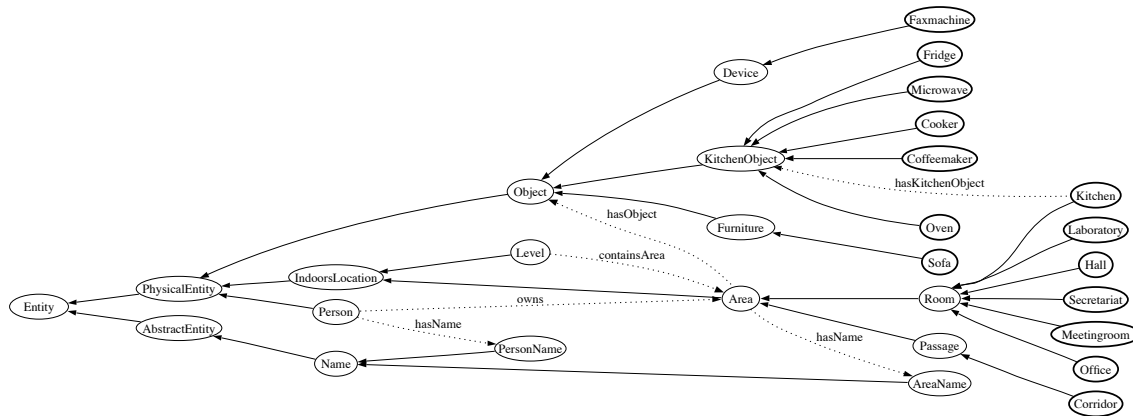 Faxmachine
Fridge
Device
Microwave
Cooker
KitchenObject
Coffeemaker
hasKitchenObject
Object
Kitchen
hasObject
Furniture
Oven
Laboratory
Level
containsArea
Sofa
Hall
IndoorsLocation
PhysicalEntity
Entity
Person
owns
Area
Room
Secretariat
AbstractEntity
hasName
hasName
Meetingroom
PersonName
Passage
Name
Office
AreaName
Corridor